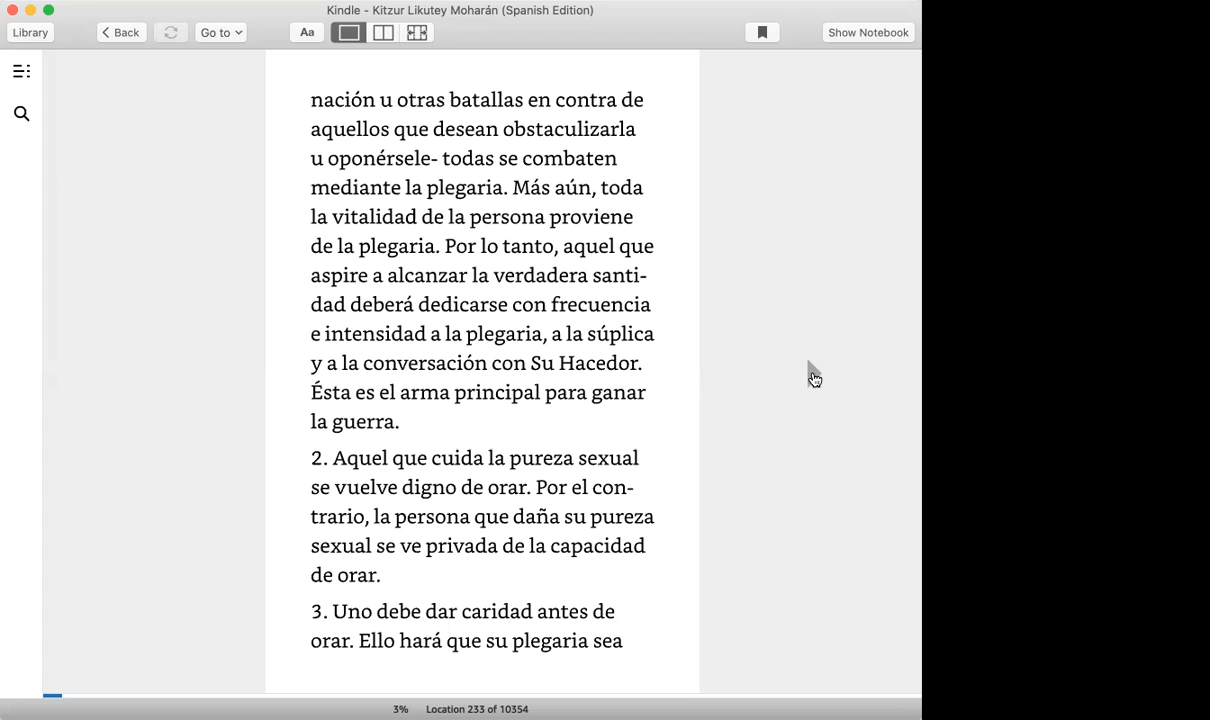 Kindle - Kitzur Likutey Moharán (Spanish Edition)
Library
Back
Go to
Aa
Show Notebook
nación u otras batallas en contra de
aquellos que desean obstaculizarla
u oponérsele- todas se combaten
mediante la plegaria. Más aún, toda
la vitalidad de la persona proviene
de la plegaria. Por lo tanto, aquel que
aspire a alcanzar la verdadera santi-
dad deberá dedicarse con frecuencia
e intensidad a la plegaria, a la súplica
y a la conversación con Su Hacedor.
Ésta es el arma principal para ganar
la guerra.
2. Aquel que cuida la pureza sexual
se vuelve digno de orar. Por el con-
trario, la persona que daña su pureza
sexual se ve privada de la capacidad
de orar.
3. Uno debe dar caridad antes de
orar. Ello hará que su plegaria sea
3% Location 233 of 10354